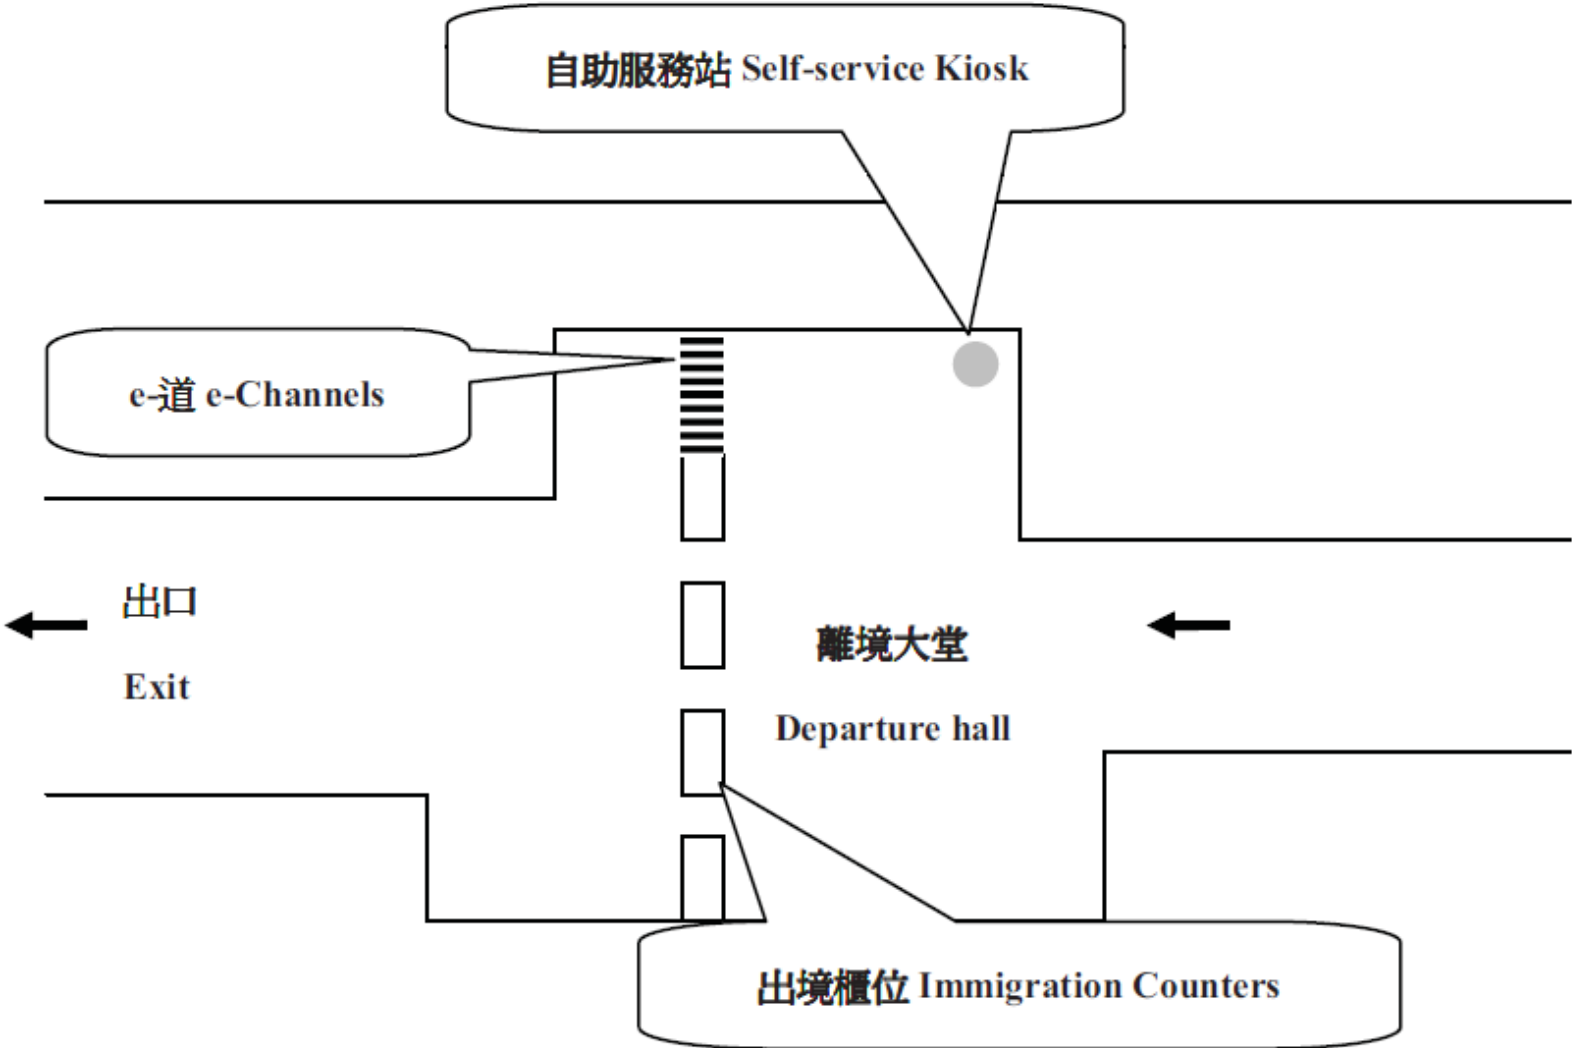 自助服務站 Self-service Kiosk
e-道 e-Channels
出口
Exit
離境大堂
Departure hall
出境櫃位 Immigration Counters